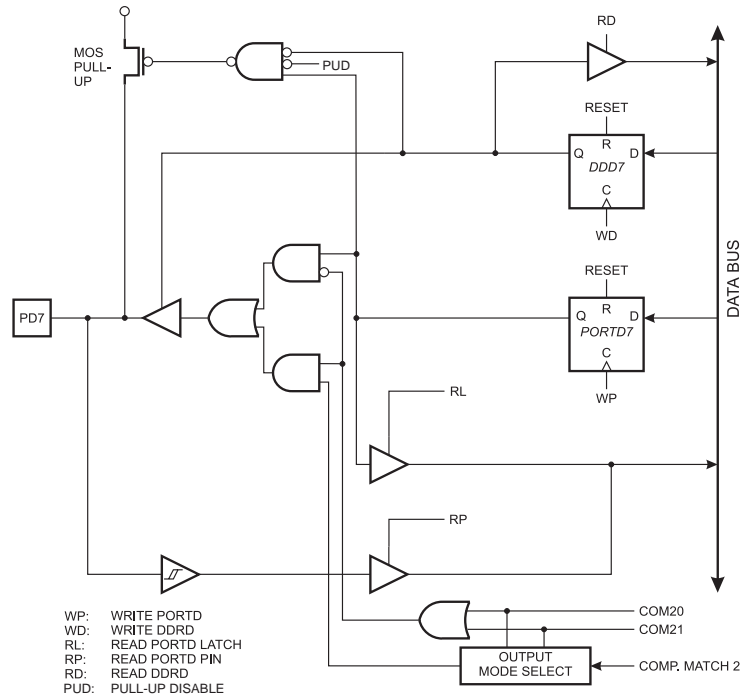 RD
MOS
PULL-
UP
PUD
RESET
R
Q
D
DDD7
C
WD
RESET
R
Q
D
PORTD7
C
WP
DATA BUS
PD7
RL
RP
WP: WRITE PORTD
WD: WRITE DDRD
RL: READ PORTD LATCH
RP: READ PORTD PIN
RD: READ DDRD
PUD: PULL-UP DISABLE
COM20
COM21
OUTPUT
MODE SELECT
COMP. MATCH 2